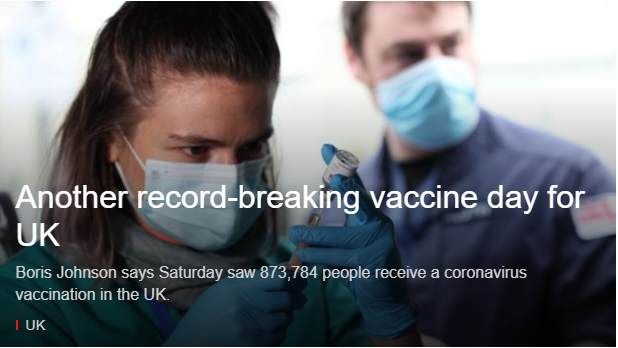 Another record-breaking vaccine day for
UK
Boris Johnson says Saturday saw 873,784 people receive a coronavirus
vaccination in the UK.
UK